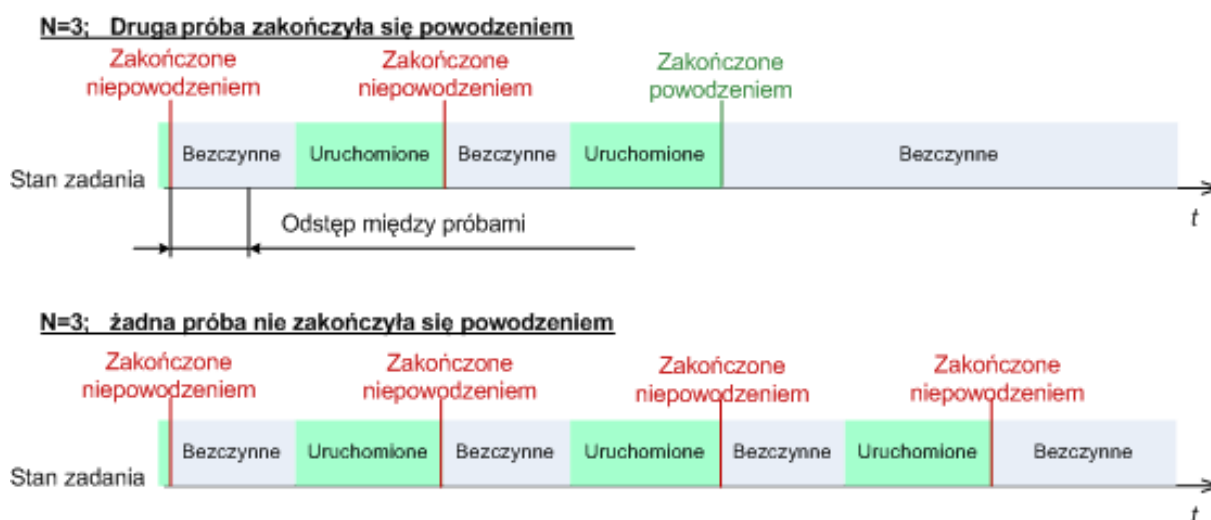 N=3; Druga próba zakończyła się powodzeniem
Zakończone niepowodzeniem
Zakończone niepowodzeniem
Zakończone powodzeniem
Bezczynne
Uruchomione
Bezczynne
Uruchomione
Bezczynne
Stan zadania
t
Odstęp między próbami
N=3; żadna próba nie zakończyła się powodzeniem
Zakończone niepowodzeniem
Zakończone niepowodzeniem
Zakończone niepowodzeniem
Zakończone niepowodzeniem
Bezczynne
Uruchomione
Bezczynne
Uruchomione
Bezczynne
Uruchomione
Bezczynne
Stan zadania
t